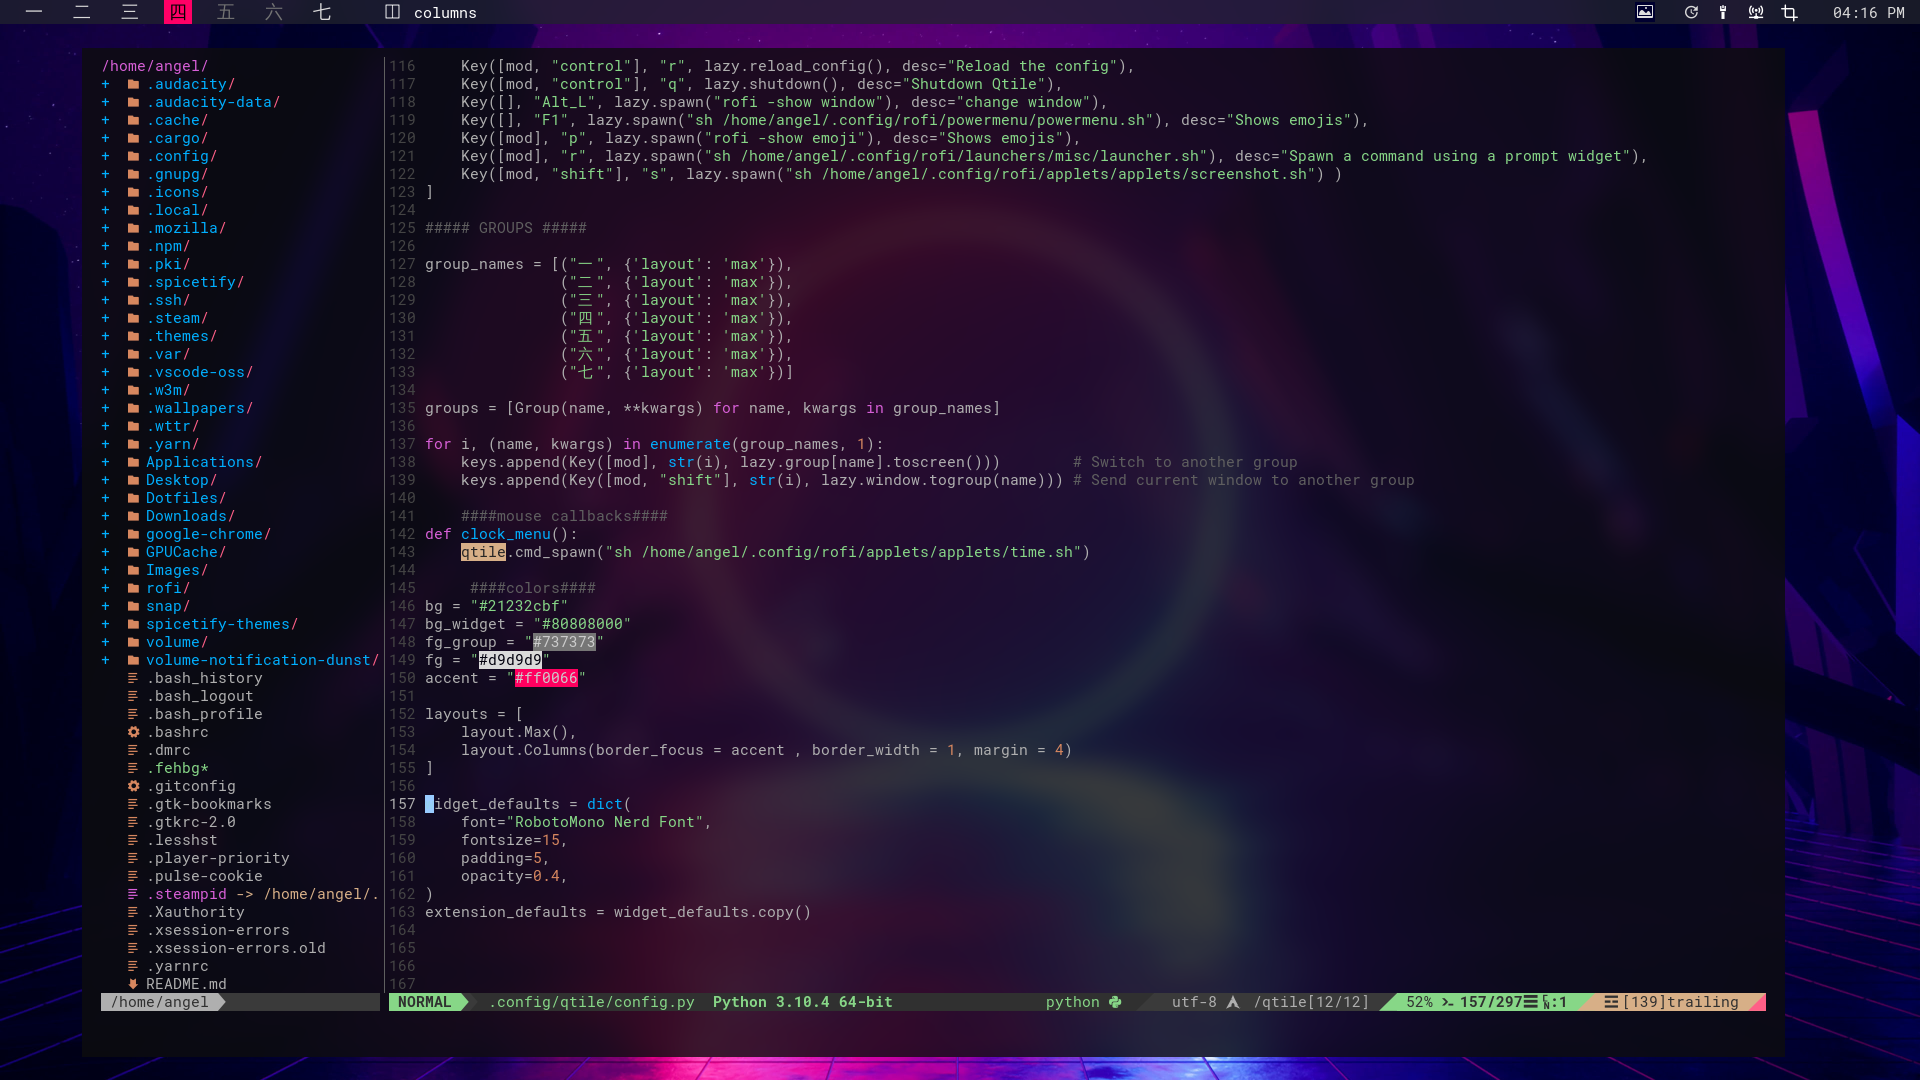 一 二 三 四 五 六 七 columns 04:16 PM
/home/angel/
+ .audacity/
+ .audacity-data/
+ .cache/
+ .cargo/
+ .config/
+ .gnupg/
+ .icons/
+ .local/
+ .mozilla/
+ .npm/
+ .pki/
+ .spicetify/
+ .ssh/
+ .steam/
+ .themes/
+ .var/
+ .vscode-oss/
+ .w3m/
+ .wallpapers/
+ .wttr/
+ .yarn/
+ Applications/
+ Desktop/
+ Dotfiles/
+ Downloads/
+ google-chrome/
+ GPUCache/
+ Images/
+ rofi/
+ snap/
+ spicetify-themes/
+ volume/
+ volume-notification-dunst/
.bash_history
.bash_logout
.bash_profile
.bashrc
.dmrc
.fehbg*
.gitconfig
.gtk-bookmarks
.gtkrc-2.0
.lesshst
.player-priority
.pulse-cookie
.steampid -> /home/angel/.
.Xauthority
.xsession-errors
.xsession-errors.old
.yarnrc
README.md
/home/angel
116     Key([mod, "control"], "r", lazy.reload_config(), desc="Reload the config"),
117     Key([mod, "control"], "q", lazy.shutdown(), desc="Shutdown Qtile"),
118     Key([], "Alt_L", lazy.spawn("rofi -show window"), desc="change window"),
119     Key([], "F1", lazy.spawn("sh /home/angel/.config/rofi/powermenu/powermenu.sh"), desc="Shows emojis"),
120     Key([mod], "p", lazy.spawn("rofi -show emoji"), desc="Shows emojis"),
121     Key([mod], "r", lazy.spawn("sh /home/angel/.config/rofi/launchers/misc/launcher.sh"), desc="Spawn a command using a prompt widget"),
122     Key([mod, "shift"], "s", lazy.spawn("sh /home/angel/.config/rofi/applets/applets/screenshot.sh") )
123 ]
124
125 ##### GROUPS #####
126
127 group_names = [("一", {'layout': 'max'}),
128                ("二", {'layout': 'max'}),
129                ("三", {'layout': 'max'}),
130                ("四", {'layout': 'max'}),
131                ("五", {'layout': 'max'}),
132                ("六", {'layout': 'max'}),
133                ("七", {'layout': 'max'})]
134
135 groups = [Group(name, **kwargs) for name, kwargs in group_names]
136
137 for i, (name, kwargs) in enumerate(group_names, 1):
138     keys.append(Key([mod], str(i), lazy.group[name].toscreen()))        # Switch to another group
139     keys.append(Key([mod, "shift"], str(i), lazy.window.togroup(name))) # Send current window to another group
140
141     ####mouse callbacks####
142 def clock_menu():
143     qtile.cmd_spawn("sh /home/angel/.config/rofi/applets/applets/time.sh")
144
145      ####colors####
146 bg = "#21232cbf"
147 bg_widget = "#80808000"
148 fg_group = "#737373"
149 fg = "#d9d9d9"
150 accent = "#ff0066"
151
152 layouts = [
153     layout.Max(),
154     layout.Columns(border_focus = accent , border_width = 1, margin = 4)
155 ]
156
157 idget_defaults = dict(
158     font="RobotoMono Nerd Font",
159     fontsize=15,
160     padding=5,
161     opacity=0.4,
162 )
163 extension_defaults = widget_defaults.copy()
164
165
166
167
NORMAL .config/qtile/config.py Python 3.10.4 64-bit python utf-8 /qtile[12/12] 52% 157/297 :1 [139]trailing